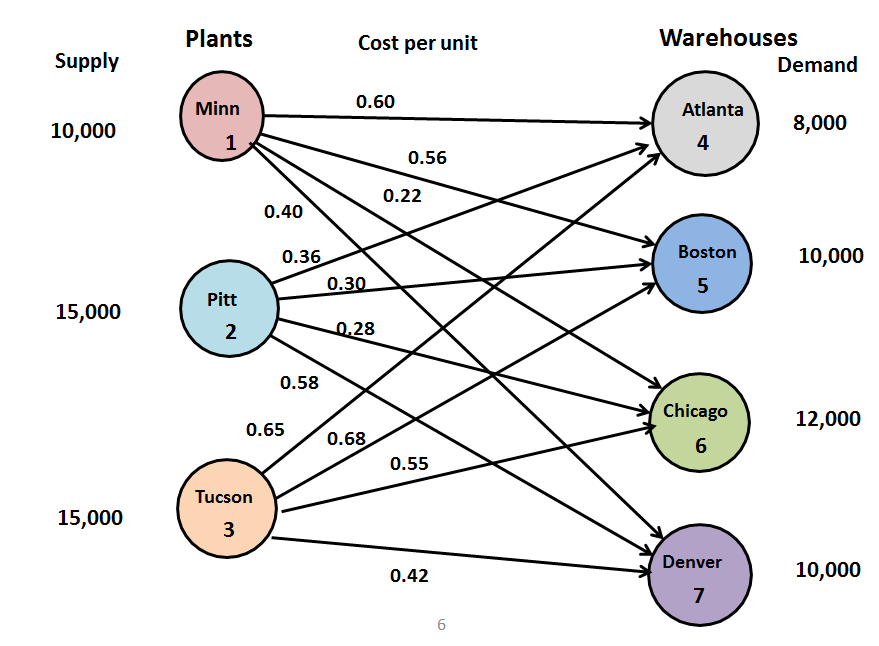 Plants
Cost per unit
Warehouses
Supply
Demand
Minn
1
10,000
0.60
Atlanta
4
8,000
0.56
0.22
0.40
0.36
0.30
Boston
5
10,000
Pitt
2
15,000
0.28
0.58
0.65
0.68
0.55
Chicago
6
12,000
Tucson
3
15,000
0.42
Denver
7
10,000
6